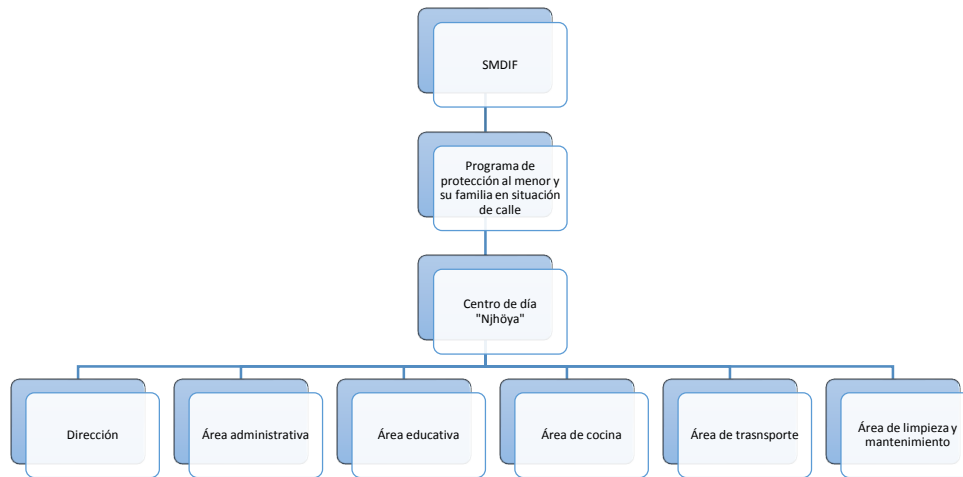 SMDIF
Programa de
protección al menor y
su familia en situación
de calle
Centro de día
"Njhöya"
Dirección
Área administrativa
Área educativa
Área de cocina
Área de trasnsporte
Área de limpieza y
mantenimiento